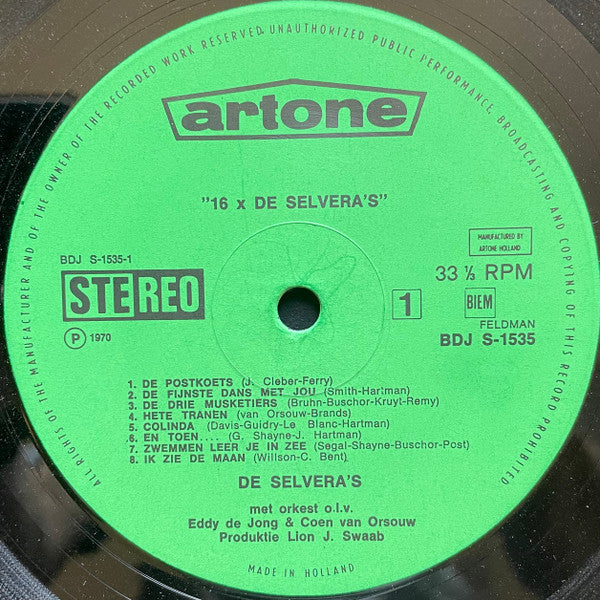 ALL RIGHTS OF THE MANUFACTURER AND OF THE OWNER OF THE RECORDED WORK RESERVED. UNAUTHORIZED PUBLIC PERFORMANCE, BROADCASTING AND COPYING OF THIS RECORD PROHIBITED
artone
"16 x DE SELVERA'S"
MANUFACTURED BY
ARTONE HOLLAND
BDJ S-1535-1
STEREO
33 ⅓ RPM
1
BIEM
FELDMAN
BDJ S-1535
Ⓟ 1970
1. DE POSTKOETS (J. Cleber-Ferry)
2. DE FIJNSTE DANS MET JOU (Smith-Hartman)
3. DE DRIE MUSKETIERS (Bruhn-Buschor-Kruyt-Remy)
4. HETE TRANEN (van Orsouw-Brands)
5. COLINDA (Davis-Guidry-Le Blanc-Hartman)
6. EN TOEN.... (G. Shayne-J. Hartman)
7. ZWEMMEN LEER JE IN ZEE (Segal-Shayne-Buschor-Post)
8. IK ZIE DE MAAN (Willson-C. Bent)
DE SELVERA'S
met orkest o.l.v.
Eddy de Jong & Coen van Orsouw
Produktie Lion J. Swaab
MADE IN HOLLAND